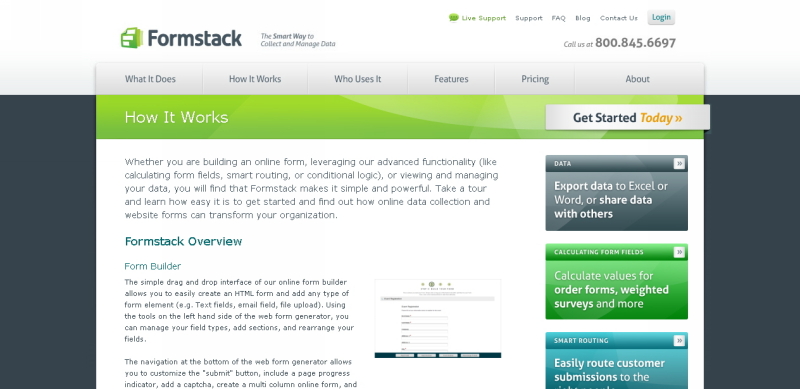 Live Support Support FAQ Blog Contact Us Login
Formstack
The Smart Way to
Collect and Manage Data
Call us at 800.845.6697
What It Does How It Works Who Uses It Features Pricing About
How It Works
Get Started Today »
Whether you are building an online form, leveraging our advanced functionality (like
calculating form fields, smart routing, or conditional logic), or viewing and managing
your data, you will find that Formstack makes it simple and powerful. Take a tour
and learn how easy it is to get started and find out how online data collection and
website forms can transform your organization.
Formstack Overview
Form Builder
The simple drag and drop interface of our online form builder
allows you to easily create an HTML form and add any type of
form element (e.g. Text fields, email field, file upload). Using
the tools on the left hand side of the web form generator, you
can manage your field types, add sections, and rearrange your
fields.
The navigation at the bottom of the web form generator allows
you to customize the "submit" button, include a page progress
indicator, add a captcha, create a multi column online form, and
DATA »
Export data to Excel or
Word, or share data
with others
CALCULATING FORM FIELDS »
Calculate values for
order forms, weighted
surveys and more
SMART ROUTING »
Easily route customer
submissions to the